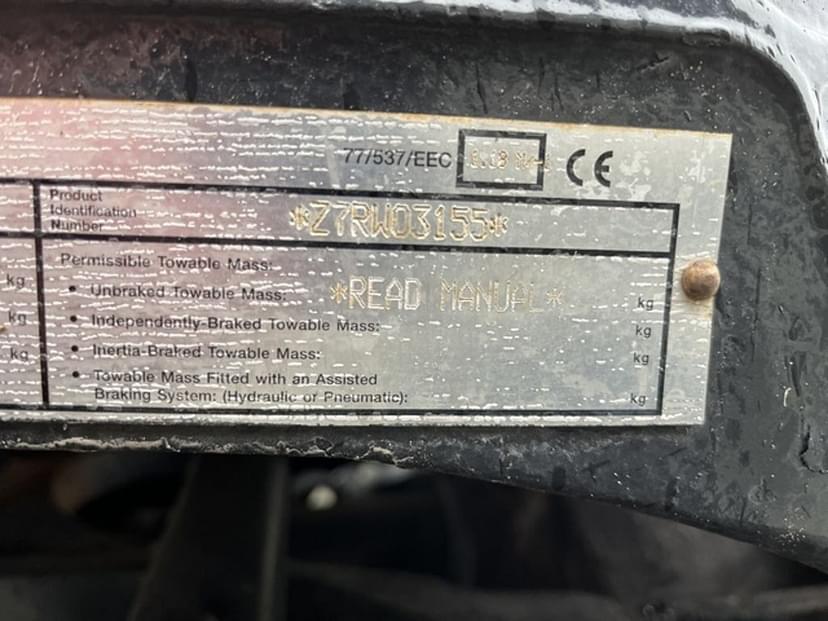 77/537/EEC CE
Product
Identification
Number
*Z7RW03155*
Permissible Towable Mass:
kg
• Unbraked Towable Mass: *READ MANUAL* kg
kg
• Independently-Braked Towable Mass: kg
kg
• Inertia-Braked Towable Mass: kg
• Towable Mass Fitted with an Assisted
Braking System: (Hydraulic or Pneumatic): kg